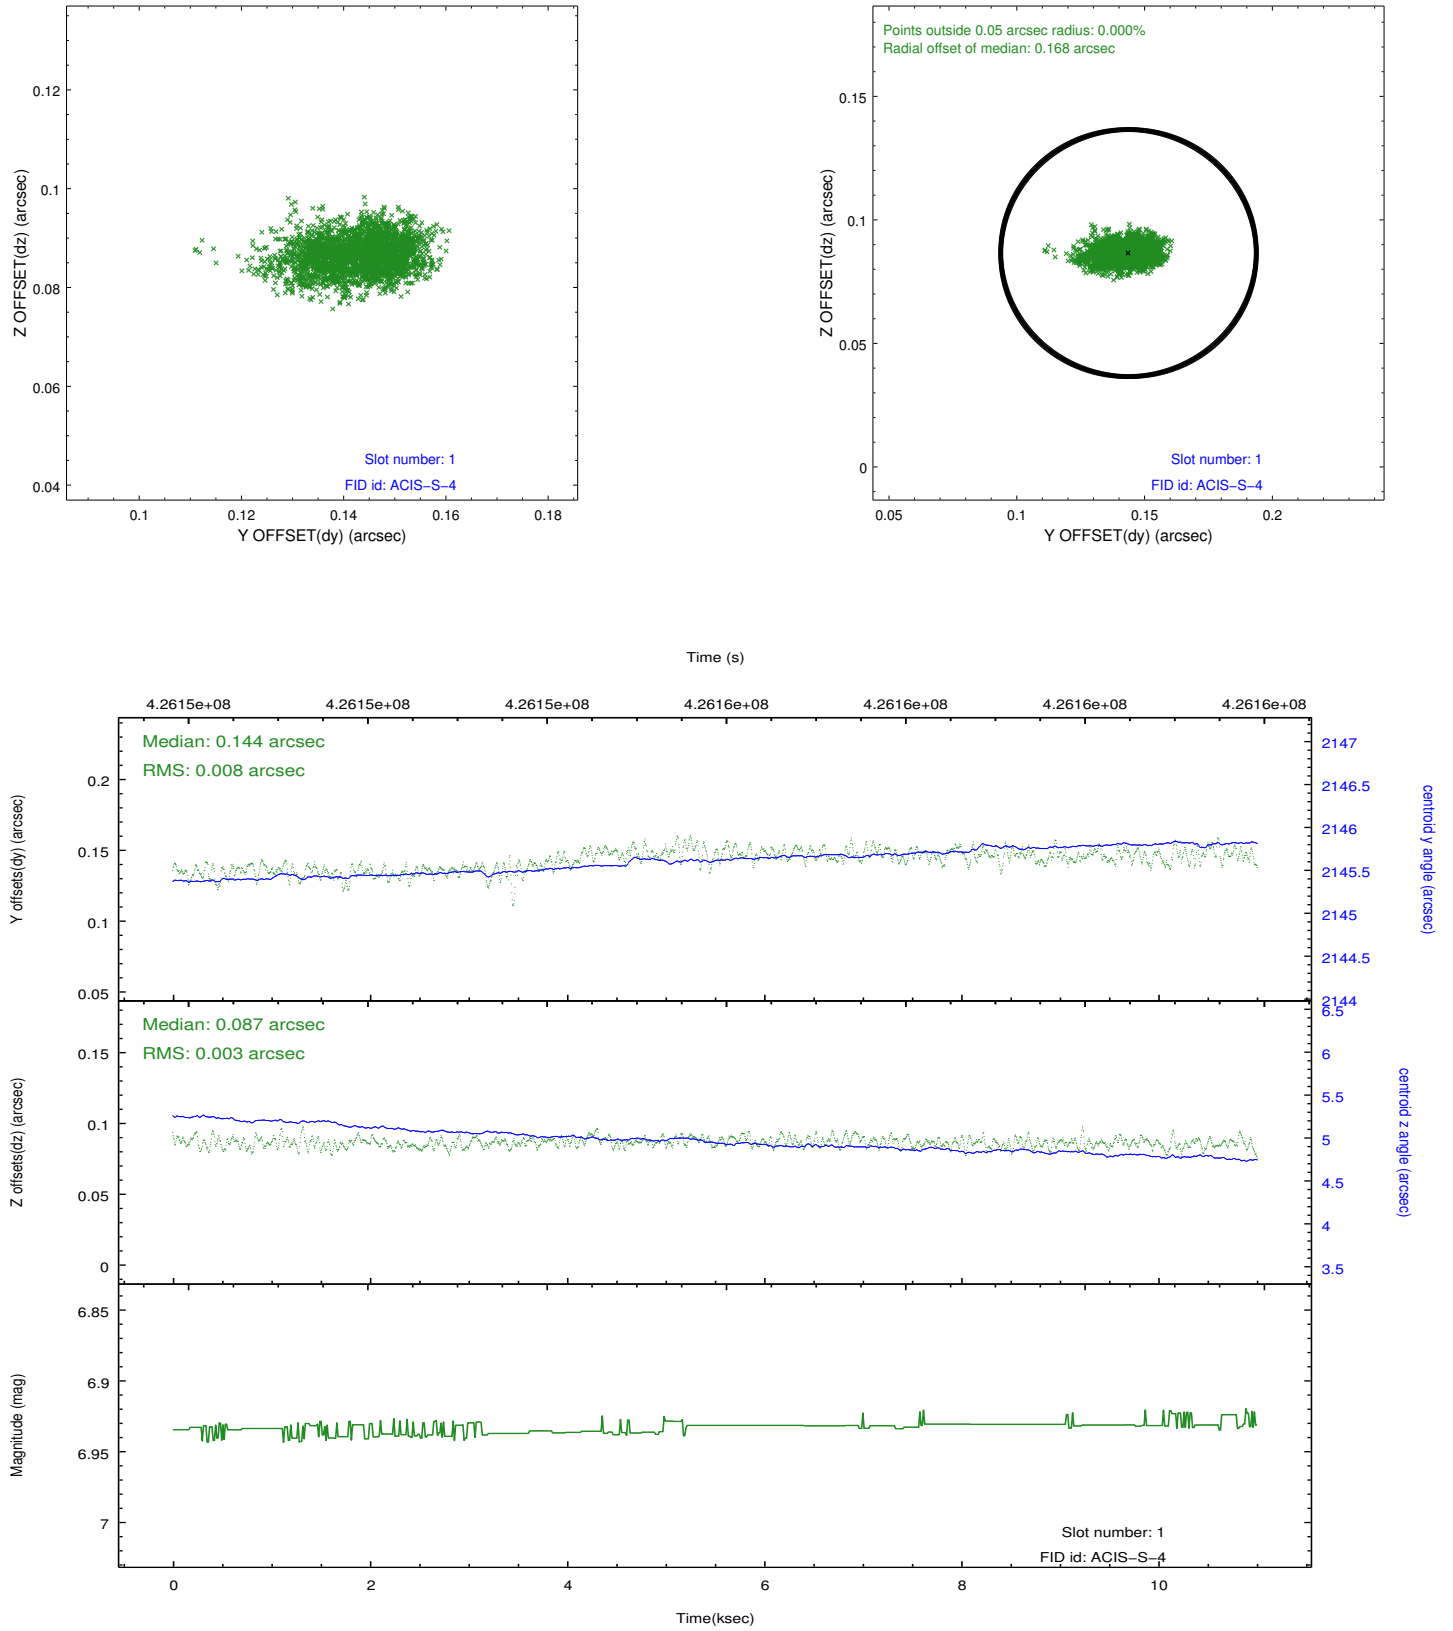 0.12
0.1
0.08
0.06
0.04
Z OFFSET(dz) (arcsec)
Slot number: 1
FID id: ACIS−S−4
0.1 0.12 0.14 0.16 0.18
Y OFFSET(dy) (arcsec)
Points outside 0.05 arcsec radius: 0.000%
Radial offset of median: 0.168 arcsec
0.15
0.1
0.05
0
Z OFFSET(dz) (arcsec)
Slot number: 1
FID id: ACIS−S−4
0.05 0.1 0.15 0.2
Y OFFSET(dy) (arcsec)
Time (s)
4.2615e+08 4.2615e+08 4.2615e+08 4.2616e+08 4.2616e+08 4.2616e+08 4.2616e+08
Median: 0.144 arcsec
RMS: 0.008 arcsec
0.2
0.15
0.1
0.05
Y offsets(dy) (arcsec)
2147
2146.5
2146
2145.5
2145
2144.5
2144
centroid y angle (arcsec)
Median: 0.087 arcsec
RMS: 0.003 arcsec
0.15
0.1
0.05
0
Z offsets(dz) (arcsec)
6.5
6
5.5
5
4.5
4
3.5
centroid z angle (arcsec)
6.85
6.9
6.95
7
Magnitude (mag)
Slot number: 1
FID id: ACIS−S−4
0 2 4 6 8 10
Time(ksec)